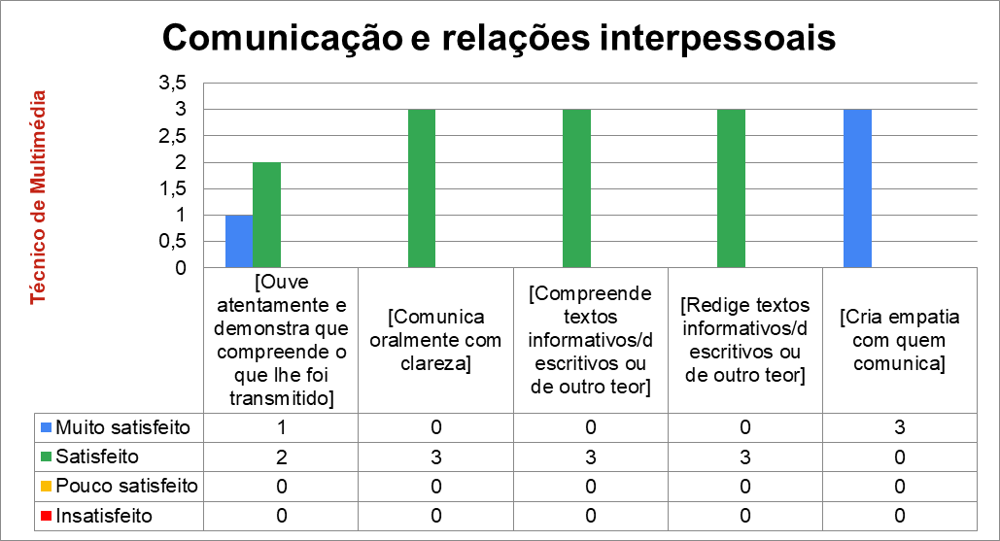 Comunicação e relações interpessoais
Técnico de Multimédia
3,5
3
2,5
2
1,5
1
0,5
0
[Ouve
atentamente e
demonstra que
compreende o
que lhe foi
transmitido]
[Comunica
oralmente com
clareza]
[Compreende
textos
informativos/d
escritivos ou
de outro teor]
[Redige textos
informativos/d
escritivos ou
de outro teor]
[Cria empatia
com quem
comunica]
Muito satisfeito 1 0 0 0 3
Satisfeito 2 3 3 3 0
Pouco satisfeito 0 0 0 0 0
Insatisfeito 0 0 0 0 0